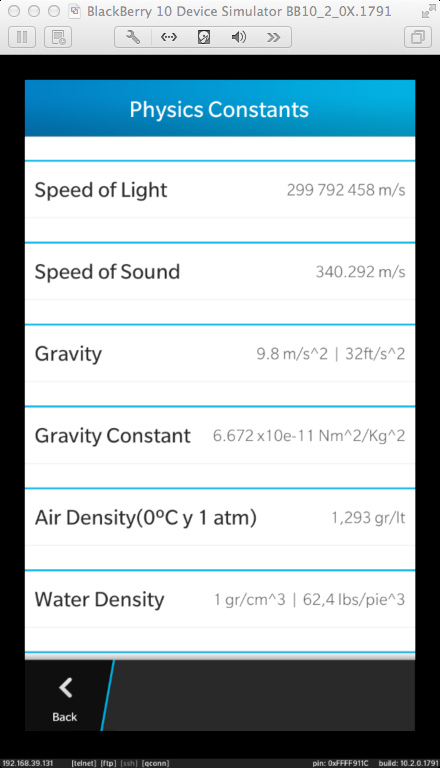 BlackBerry 10 Device Simulator BB10_2_0X.1791
Physics Constants
Speed of Light 299 792 458 m/s
Speed of Sound 340.292 m/s
Gravity 9.8 m/s^2 | 32ft/s^2
Gravity Constant 6.672 x10e-11 Nm^2/Kg^2
Air Density(0ºC y 1 atm) 1,293 gr/lt
Water Density 1 gr/cm^3 | 62,4 lbs/pie^3
Back
192.168.39.131 [telnet] [ftp] [ssh] [qconn] pin: 0xFFFF911C build: 10.2.0.1791